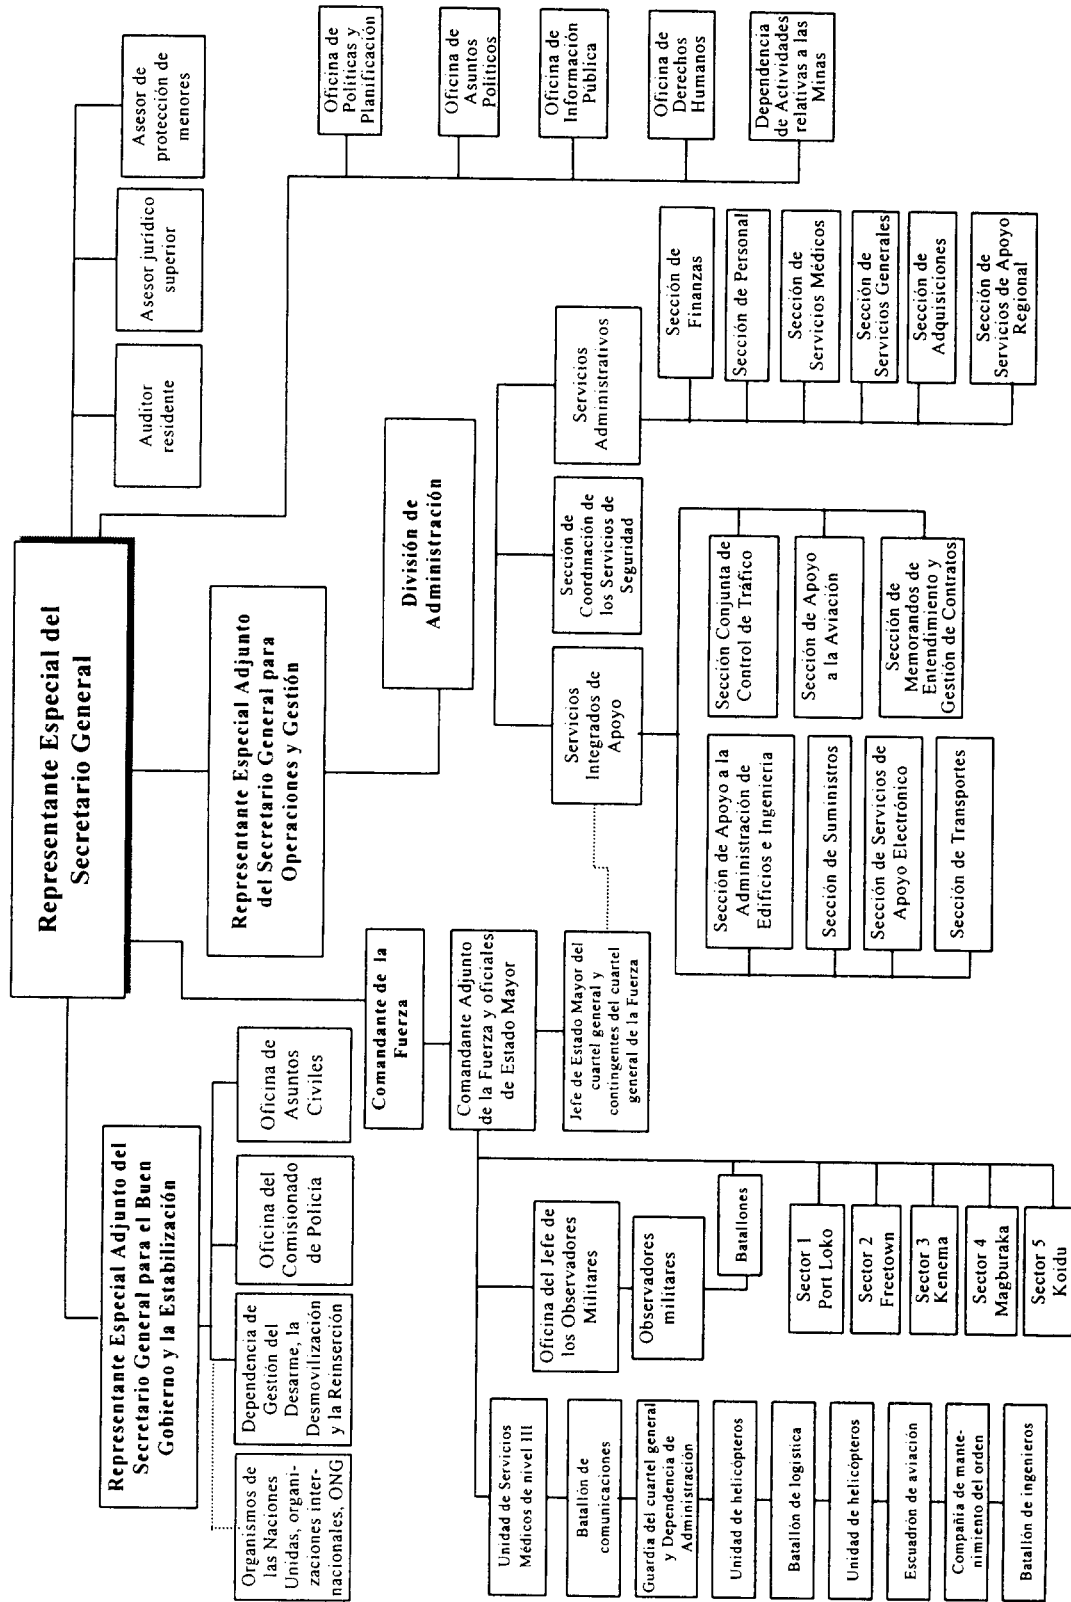 Representante Especial del
Secretario General
Asesor de
protección de
menores
Asesor jurídico
superior
Auditor
residente
Representante Especial Adjunto del
Secretario General para el Buen
Gobierno y la Estabilización
Representante Especial Adjunto
del Secretario General para
Operaciones y Gestión
Oficina de
Políticas y
Planificación
Oficina de
Asuntos
Políticos
Oficina de
Información
Pública
Oficina de
Derechos
Humanos
Dependencia
de Actividades
relativas a las
Minas
Organismos de
las Naciones
Unidas, organi-
zaciones inter-
nacionales, ONG
Dependencia de
Gestión del
Desarme, la
Desmovilización
y la Reinserción
Oficina del
Comisionado
de Policía
Oficina de
Asuntos
Civiles
Comandante de la
Fuerza
División de
Administración
Comandante Adjunto
de la Fuerza y oficiales
de Estado Mayor
Jefe de Estado Mayor del
cuartel general y
contingentes del cuartel
general de la Fuerza
Servicios
Integrados de
Apoyo
Sección de
Coordinación de
los Servicios de
Seguridad
Servicios
Administrativos
Unidad de Servicios
Médicos de nivel III
Batallón de
comunicaciones
Guardia del cuartel general
y Dependencia de
Administración
Unidad de helicópteros
Batallón de logística
Unidad de helicópteros
Escuadrón de aviación
Compañía de mante-
nimiento del orden
Batallón de ingenieros
Oficina del Jefe de
los Observadores
Militares
Observadores
militares
Batallones
Sector 1
Port Loko
Sector 2
Freetown
Sector 3
Kenema
Sector 4
Magburaka
Sector 5
Koidu
Sección de Apoyo a la
Administración de
Edificios e Ingeniería
Sección de Suministros
Sección de Servicios de
Apoyo Electrónico
Sección de Transportes
Sección Conjunta de
Control de Tráfico
Sección de Apoyo
a la Aviación
Sección de
Memorandos de
Entendimiento y
Gestión de Contratos
Sección de
Finanzas
Sección de Personal
Sección de
Servicios Médicos
Sección de
Servicios Generales
Sección de
Adquisiciones
Sección de
Servicios de Apoyo
Regional